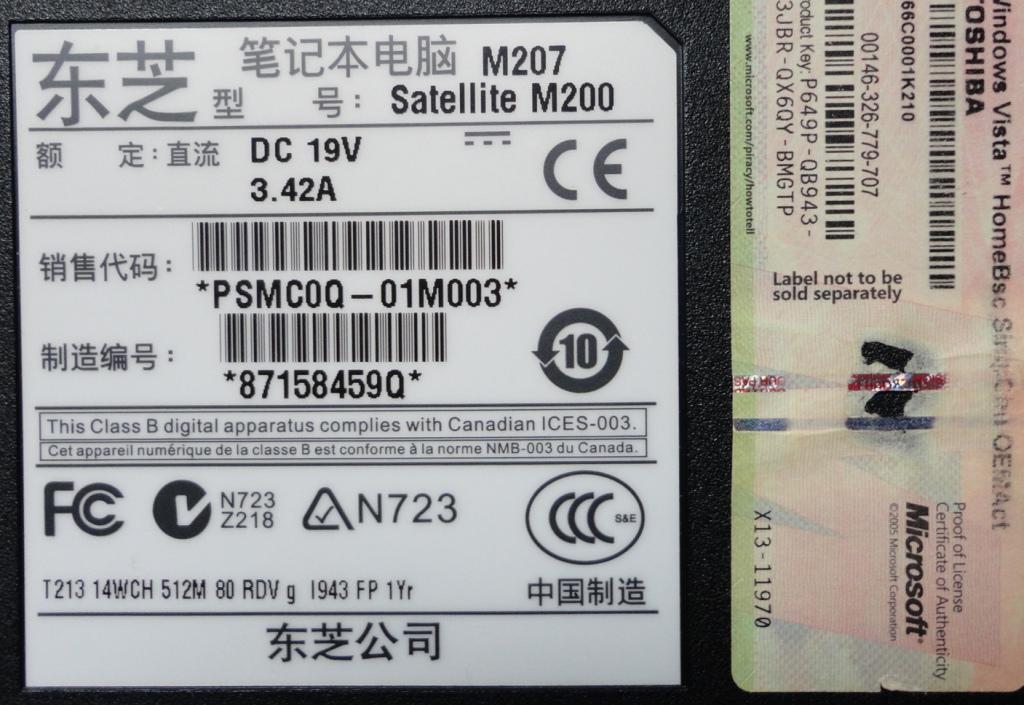 东芝 笔记本电脑 M207
型 号: Satellite M200
额 定:直流 DC 19V
3.42A
CE
销售代码:
*PSMC0Q-01M003*
制造编号:
*87158459Q*
10
This Class B digital apparatus complies with Canadian ICES-003.
Cet appareil numérique de la classe B est conforme à la norme NMB-003 du Canada.
FC N723 Z218 N723 CCC S&E
T213 14WCH 512M 80 RDV g I943 FP 1Yr 中国制造
东芝公司
Windows Vista™ HomeBsc OEMAct
TOSHIBA
66C0001K210
00146-326-779-707
Product Key: P649P-QB943-
3JBR-QX6QY-BMGTP
www.microsoft.com/piracy/howtotell
Label not to be
sold separately
Proof of License
Certificate of Authenticity
Microsoft®
©2005 Microsoft Corporation
X13-11970